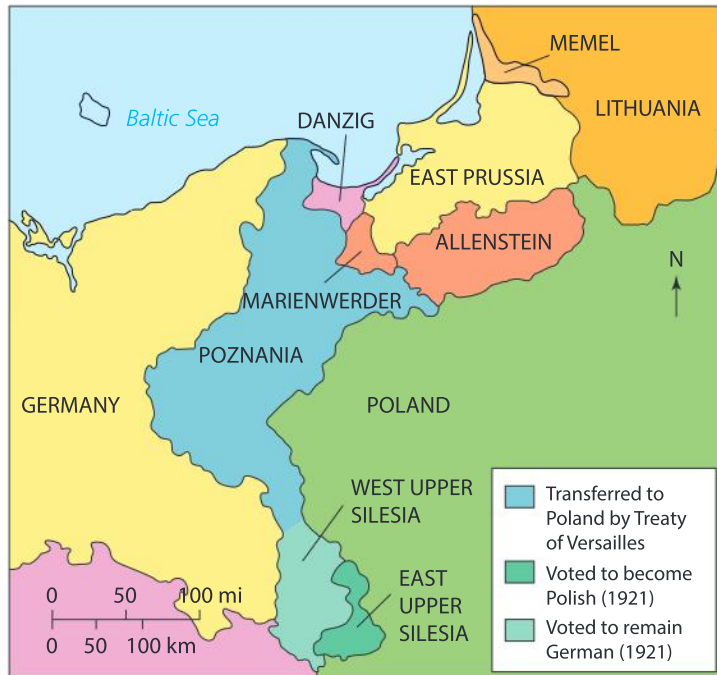 MEMEL
LITHUANIA
Baltic Sea
DANZIG
EAST PRUSSIA
ALLENSTEIN
N
MARIENWERDER
POZNANIA
GERMANY
POLAND
WEST UPPER
SILESIA
EAST
UPPER
SILESIA
0 50 100 mi
0 50 100 km
Transferred to
Poland by Treaty
of Versailles
Voted to become
Polish (1921)
Voted to remain
German (1921)